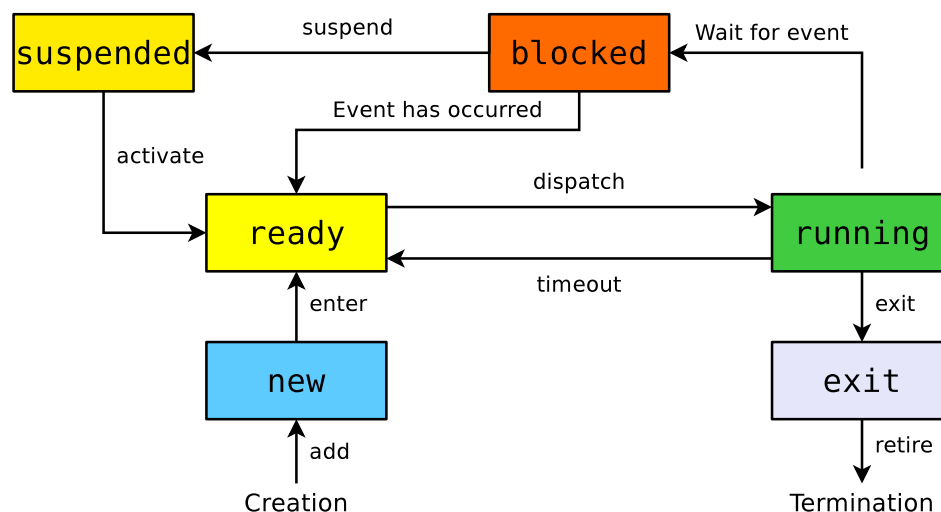 suspend
Wait for event
suspended
blocked
Event has occurred
activate
dispatch
ready
running
timeout
enter
exit
new
exit
add
retire
Creation
Termination